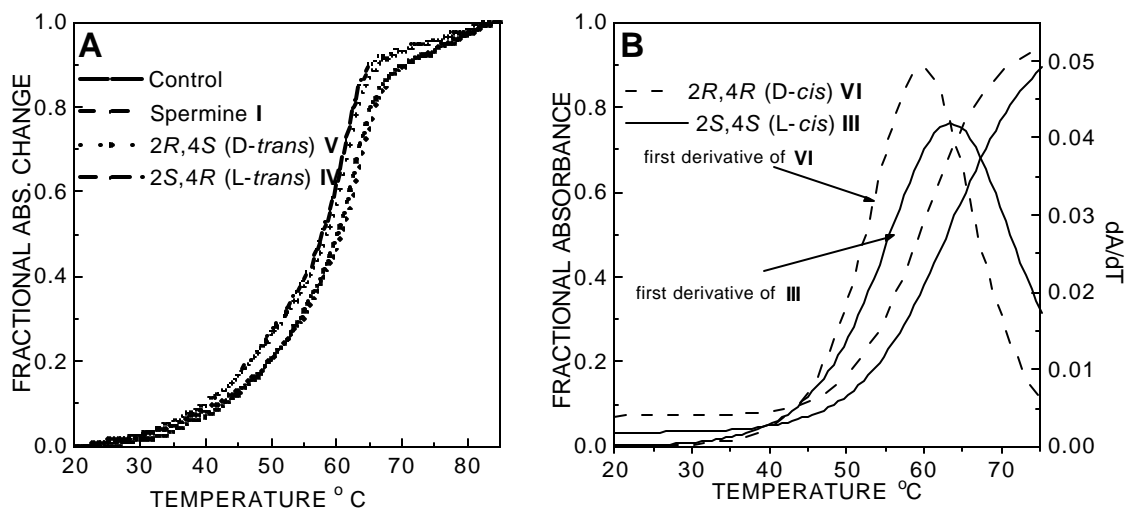 A
Control
Spermine I
2R,4S (D-trans) V
2S,4R (L-trans) IV
FRACTIONAL ABS. CHANGE
1.0
0.8
0.6
0.4
0.2
0.0
20 30 40 50 60 70 80
TEMPERATURE ° C
B
2R,4R (D-cis) VI
2S,4S (L-cis) III
first derivative of VI
first derivative of III
FRACTIONAL ABSORBANCE
1.0
0.8
0.6
0.4
0.2
0.0
20 30 40 50 60 70
TEMPERATURE °C
0.05
0.04
0.03
0.02
0.01
0.00
dA/dT